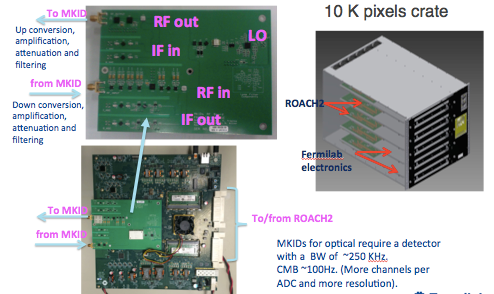 To MKID
Up conversion,
amplification,
attenuation and
filtering
from MKID
Down conversion,
amplification,
attenuation and
filtering
RF out
IF in
LO
RF in
IF out
To MKID
from MKID
To/from ROACH2
10 K pixels crate
ROACH2
Fermilab
electronics
MKIDs for optical require a detector
with a BW of ~250 KHz.
CMB ~100Hz. (More channels per
ADC and more resolution).